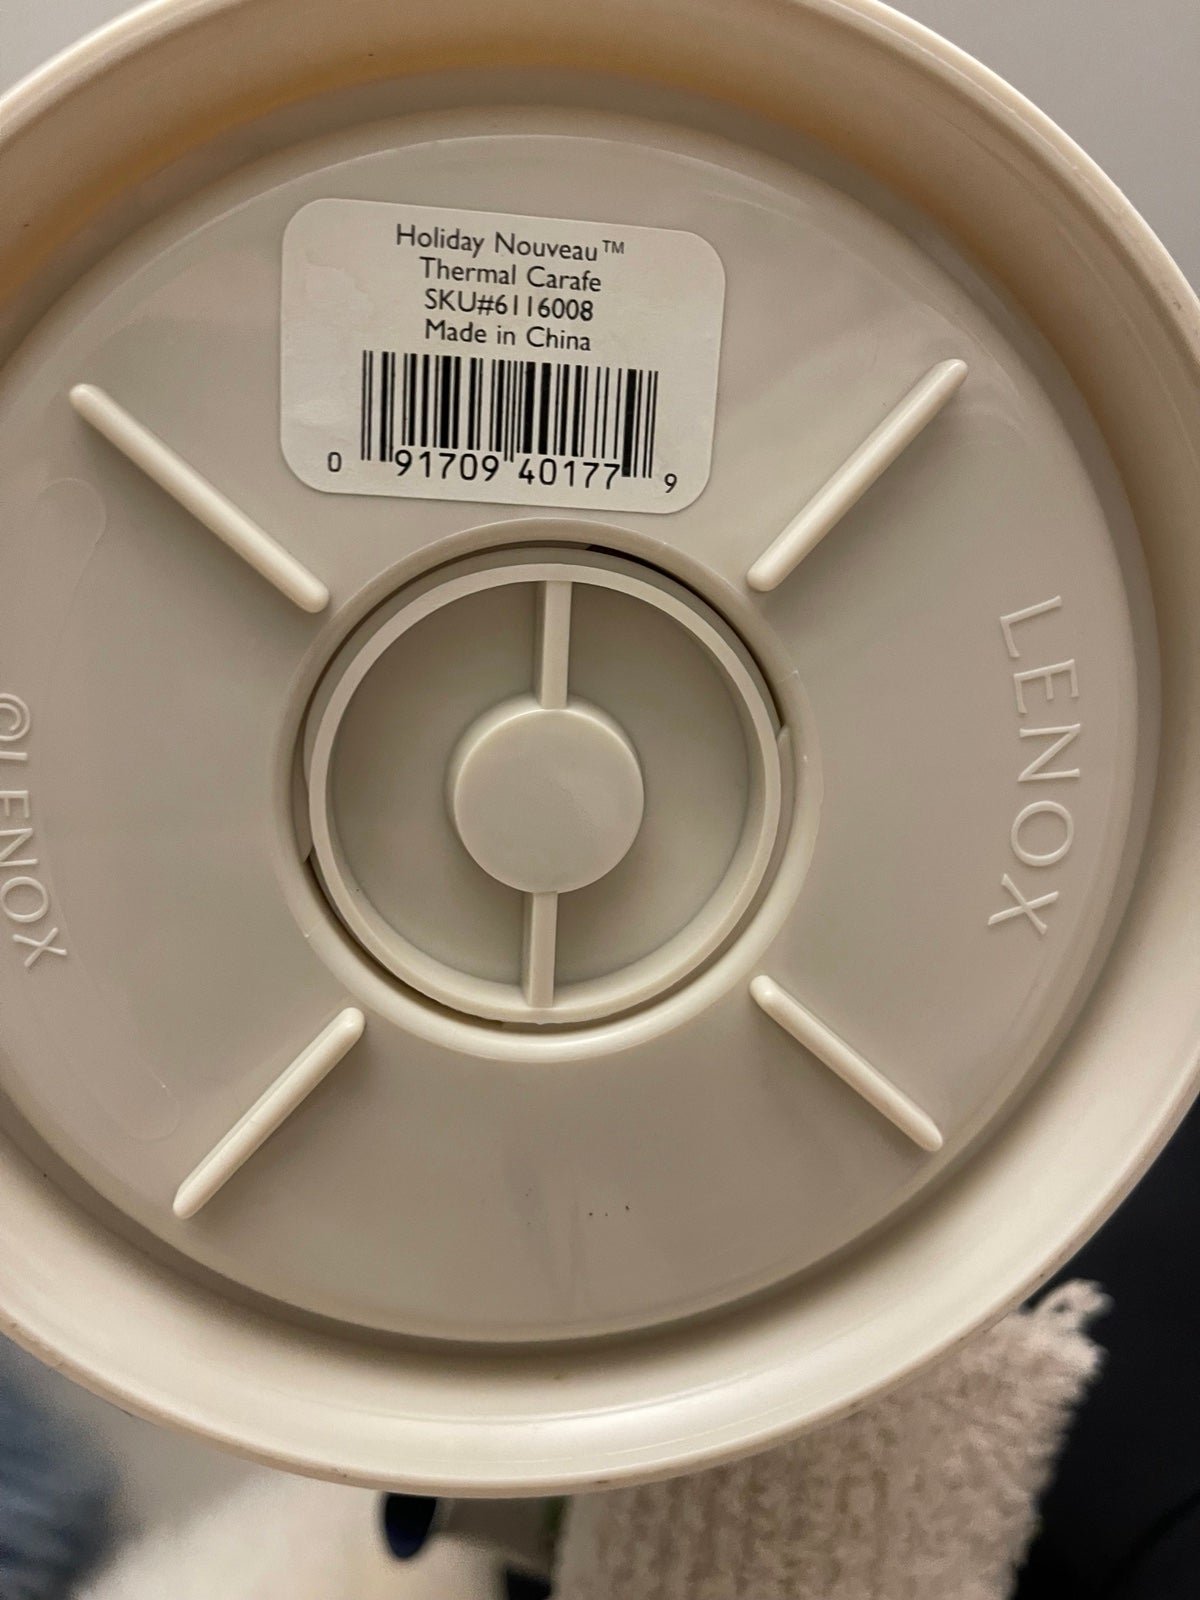 Holiday Nouveau™
Thermal Carafe
SKU#6116008
Made in China
0 91709 40177 9
LENOX
©LENOX